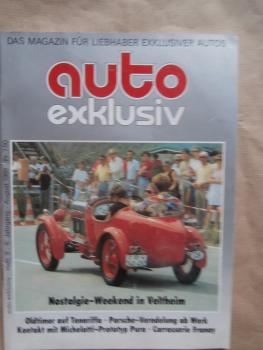 DAS MAGAZIN FÜR LIEBHABER EXKLUSIVER AUTOS
auto
exklusiv
Nostalgie-Weekend in Veltheim
Oldtimer auf Teneriffa · Porsche-Veredelung ab Werk
Kontakt mit Michelotti-Prototyp Pura · Carrosserie Franay